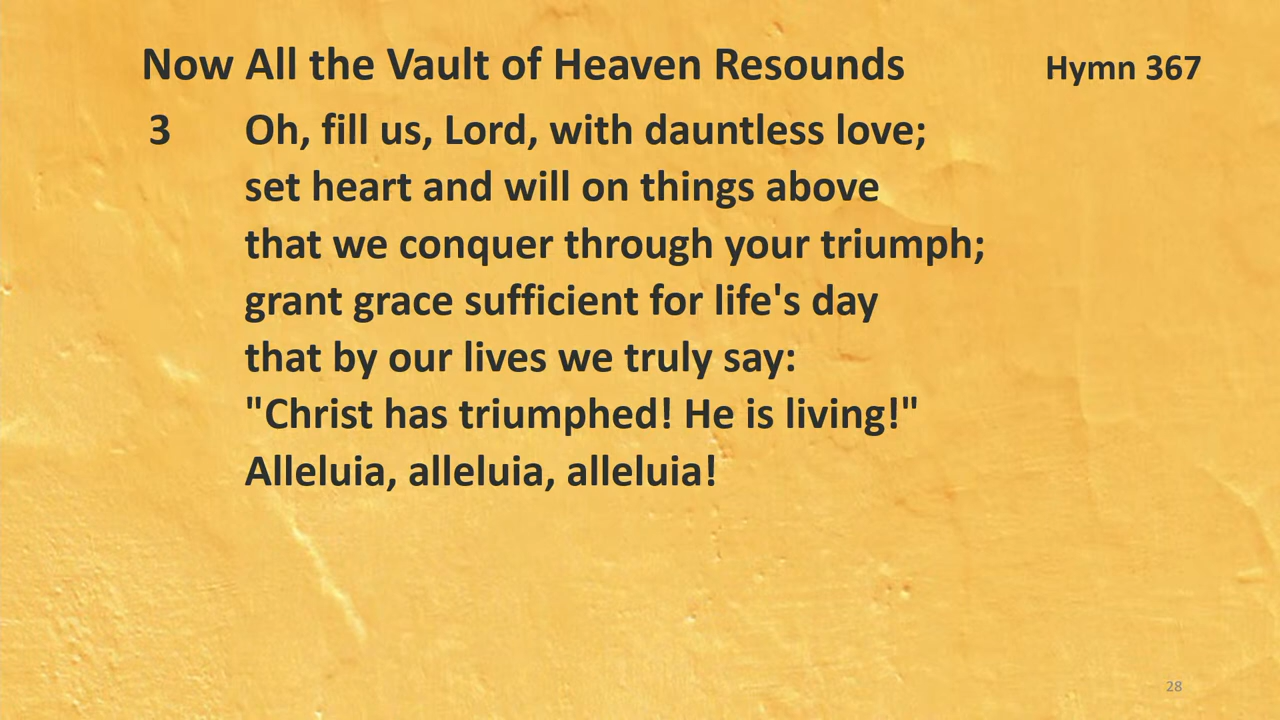 Now All the Vault of Heaven Resounds Hymn 367
3 Oh, fill us, Lord, with dauntless love;
set heart and will on things above
that we conquer through your triumph;
grant grace sufficient for life's day
that by our lives we truly say:
"Christ has triumphed! He is living!"
Alleluia, alleluia, alleluia!
28